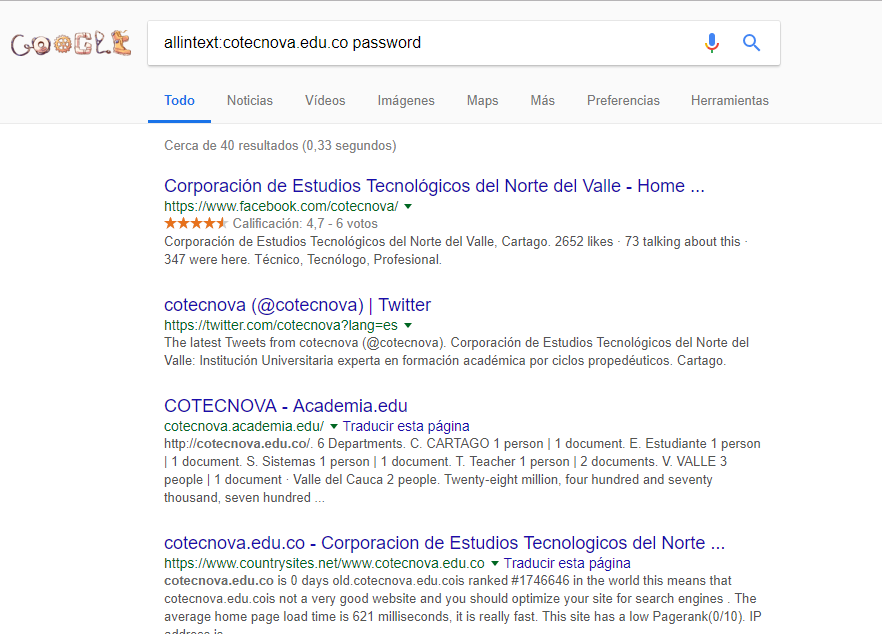 GOOGLE
allintext:cotecnova.edu.co password
Todo Noticias Vídeos Imágenes Maps Más Preferencias Herramientas
Cerca de 40 resultados (0,33 segundos)
Corporación de Estudios Tecnológicos del Norte del Valle - Home ...
https://www.facebook.com/cotecnova/
Calificación: 4,7 - 6 votos
Corporación de Estudios Tecnológicos del Norte del Valle, Cartago. 2652 likes · 73 talking about this ·
347 were here. Técnico, Tecnólogo, Profesional.
cotecnova (@cotecnova) | Twitter
https://twitter.com/cotecnova?lang=es
The latest Tweets from cotecnova (@cotecnova). Corporación de Estudios Tecnológicos del Norte del
Valle: Institución Universitaria experta en formación académica por ciclos propedéuticos. Cartago.
COTECNOVA - Academia.edu
cotecnova.academia.edu/ Traducir esta página
http://cotecnova.edu.co/. 6 Departments. C. CARTAGO 1 person | 1 document. E. Estudiante 1 person
| 1 document. S. Sistemas 1 person | 1 document. T. Teacher 1 person | 2 documents. V. VALLE 3
people | 1 document · Valle del Cauca 2 people. Twenty-eight million, four hundred and seventy
thousand, seven hundred ...
cotecnova.edu.co - Corporacion de Estudios Tecnologicos del Norte ...
https://www.countrysites.net/www.cotecnova.edu.co Traducir esta página
cotecnova.edu.co is 0 days old.cotecnova.edu.cois ranked #1746646 in the world this means that
cotecnova.edu.cois not a very good website and you should optimize your site for search engines . The
average home page load time is 621 milliseconds, it is really fast. This site has a low Pagerank(0/10). IP
address is